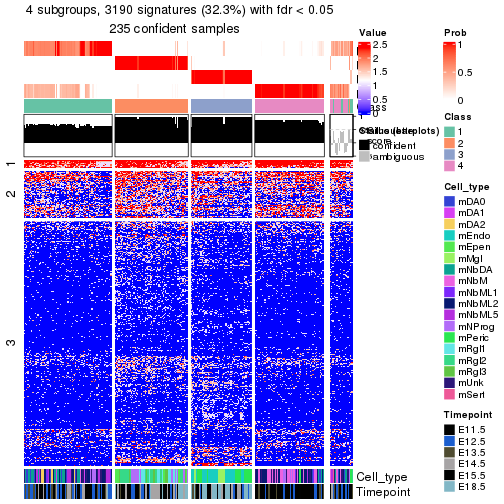 4 subgroups, 3190 signatures (32.3%) with fdr < 0.05
235 confident samples
Value
2.5
2
1.5
1
0.5
0
Prob
1
0.5
0
Class
1
2
3
4
score
confident
ambiguous
1
2
3
Cell_type
mDA0
mDA1
mDA2
mEndo
mEpen
mMgl
mNbDA
mNbM
mNbML1
mNbML2
mNbML5
mNProg
mPeric
mRgl1
mRgl2
mRgl3
mUnk
mSert
Timepoint
E11.5
E12.5
E13.5
E14.5
E15.5
E18.5
Cell_type
Timepoint